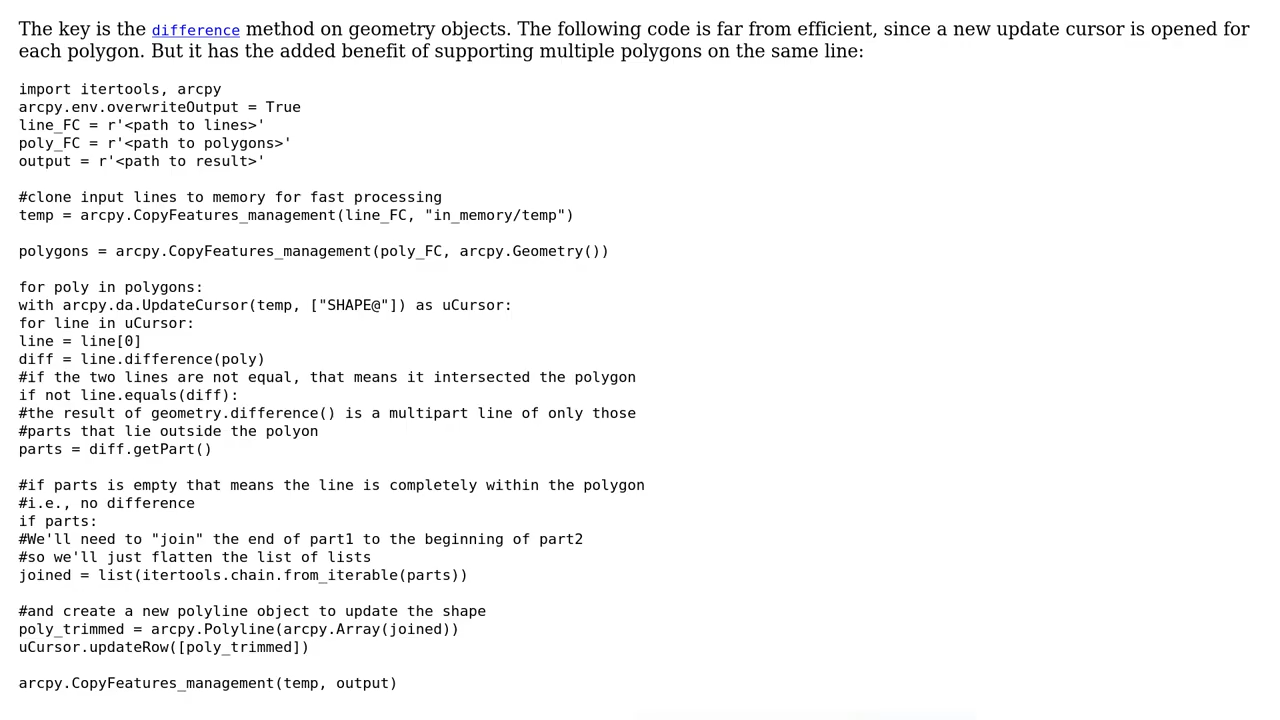 The key is the difference method on geometry objects. The following code is far from efficient, since a new update cursor is opened for
each polygon. But it has the added benefit of supporting multiple polygons on the same line:
import itertools, arcpy
arcpy.env.overwriteOutput = True
line_FC = r'<path to lines>'
poly_FC = r'<path to polygons>'
output = r'<path to result>'
#clone input lines to memory for fast processing
temp = arcpy.CopyFeatures_management(line_FC, "in_memory/temp")
polygons = arcpy.CopyFeatures_management(poly_FC, arcpy.Geometry())
for poly in polygons:
with arcpy.da.UpdateCursor(temp, ["SHAPE@"]) as uCursor:
for line in uCursor:
line = line[0]
diff = line.difference(poly)
#if the two lines are not equal, that means it intersected the polygon
if not line.equals(diff):
#the result of geometry.difference() is a multipart line of only those
#parts that lie outside the polyon
parts = diff.getPart()
#if parts is empty that means the line is completely within the polygon
#i.e., no difference
if parts:
#We'll need to "join" the end of part1 to the beginning of part2
#so we'll just flatten the list of lists
joined = list(itertools.chain.from_iterable(parts))
#and create a new polyline object to update the shape
poly_trimmed = arcpy.Polyline(arcpy.Array(joined))
uCursor.updateRow([poly_trimmed])
arcpy.CopyFeatures_management(temp, output)